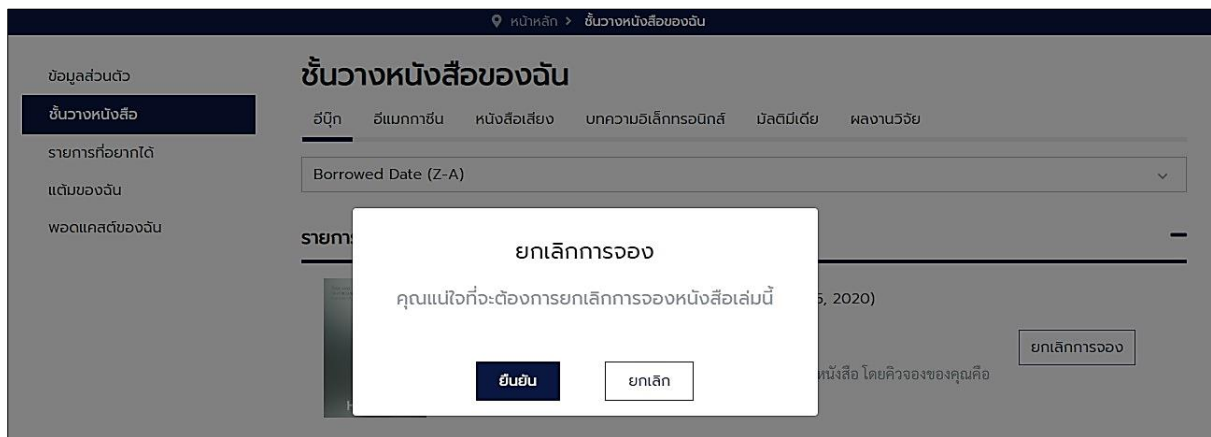 หน้าหลัก > ชั้นวางหนังสือของฉัน
ข้อมูลส่วนตัว
ชั้นวางหนังสือ
รายการที่อยากได้
แต้มของฉัน
พอดแคสต์ของฉัน
ชั้นวางหนังสือของฉัน
อีบุ๊ก อีแมกกาซีน หนังสือเสียง บทความอิเล็กทรอนิกส์ มัลติมีเดีย ผลงานวิจัย
Borrowed Date (Z-A)
ยกเลิกการจอง
คุณแน่ใจที่จะต้องการยกเลิกการจองหนังสือเล่มนี้
ยืนยัน ยกเลิก
, 2020)
ยกเลิกการจอง
หนังสือ โดยคิวจองของคุณคือ